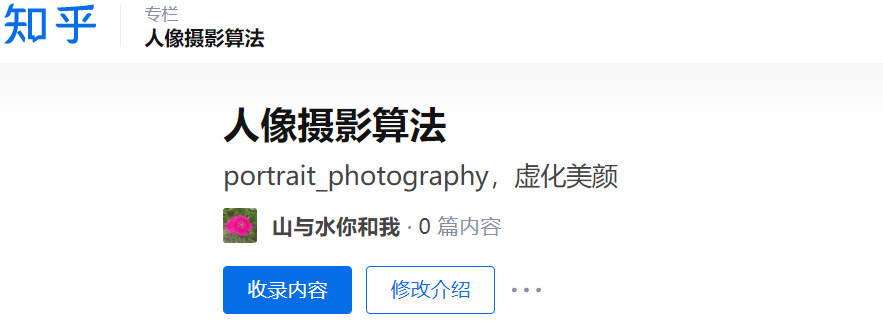 知乎
专栏
人像摄影算法
人像摄影算法
portrait_photography，虚化美颜
山与水你和我 · 0 篇内容
收录内容
修改介绍